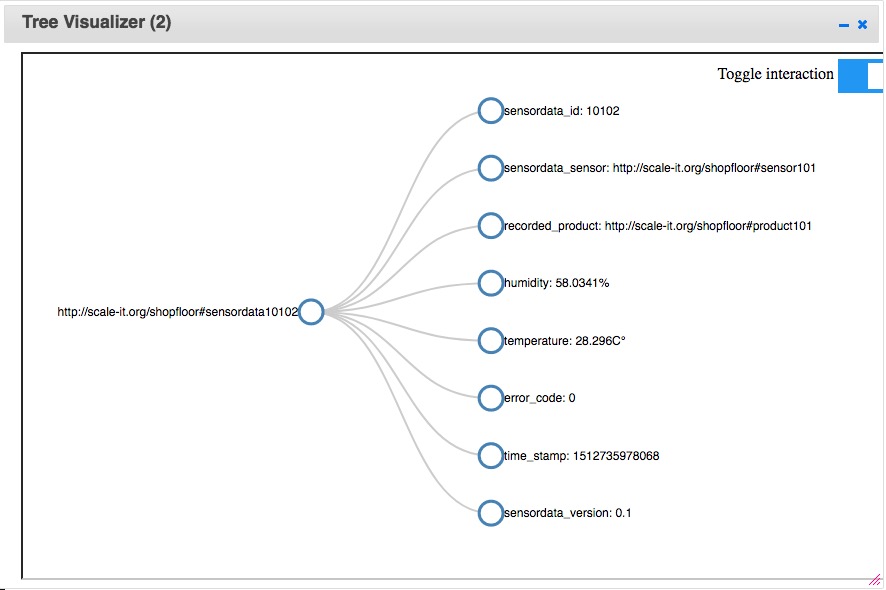 Tree Visualizer (2)
Toggle interaction
sensordata_id: 10102
sensordata_sensor: http://scale-it.org/shopfloor#sensor101
recorded_product: http://scale-it.org/shopfloor#product101
humidity: 58.0341%
http://scale-it.org/shopfloor#sensordata10102
temperature: 28.296C°
error_code: 0
time_stamp: 1512735978068
sensordata_version: 0.1